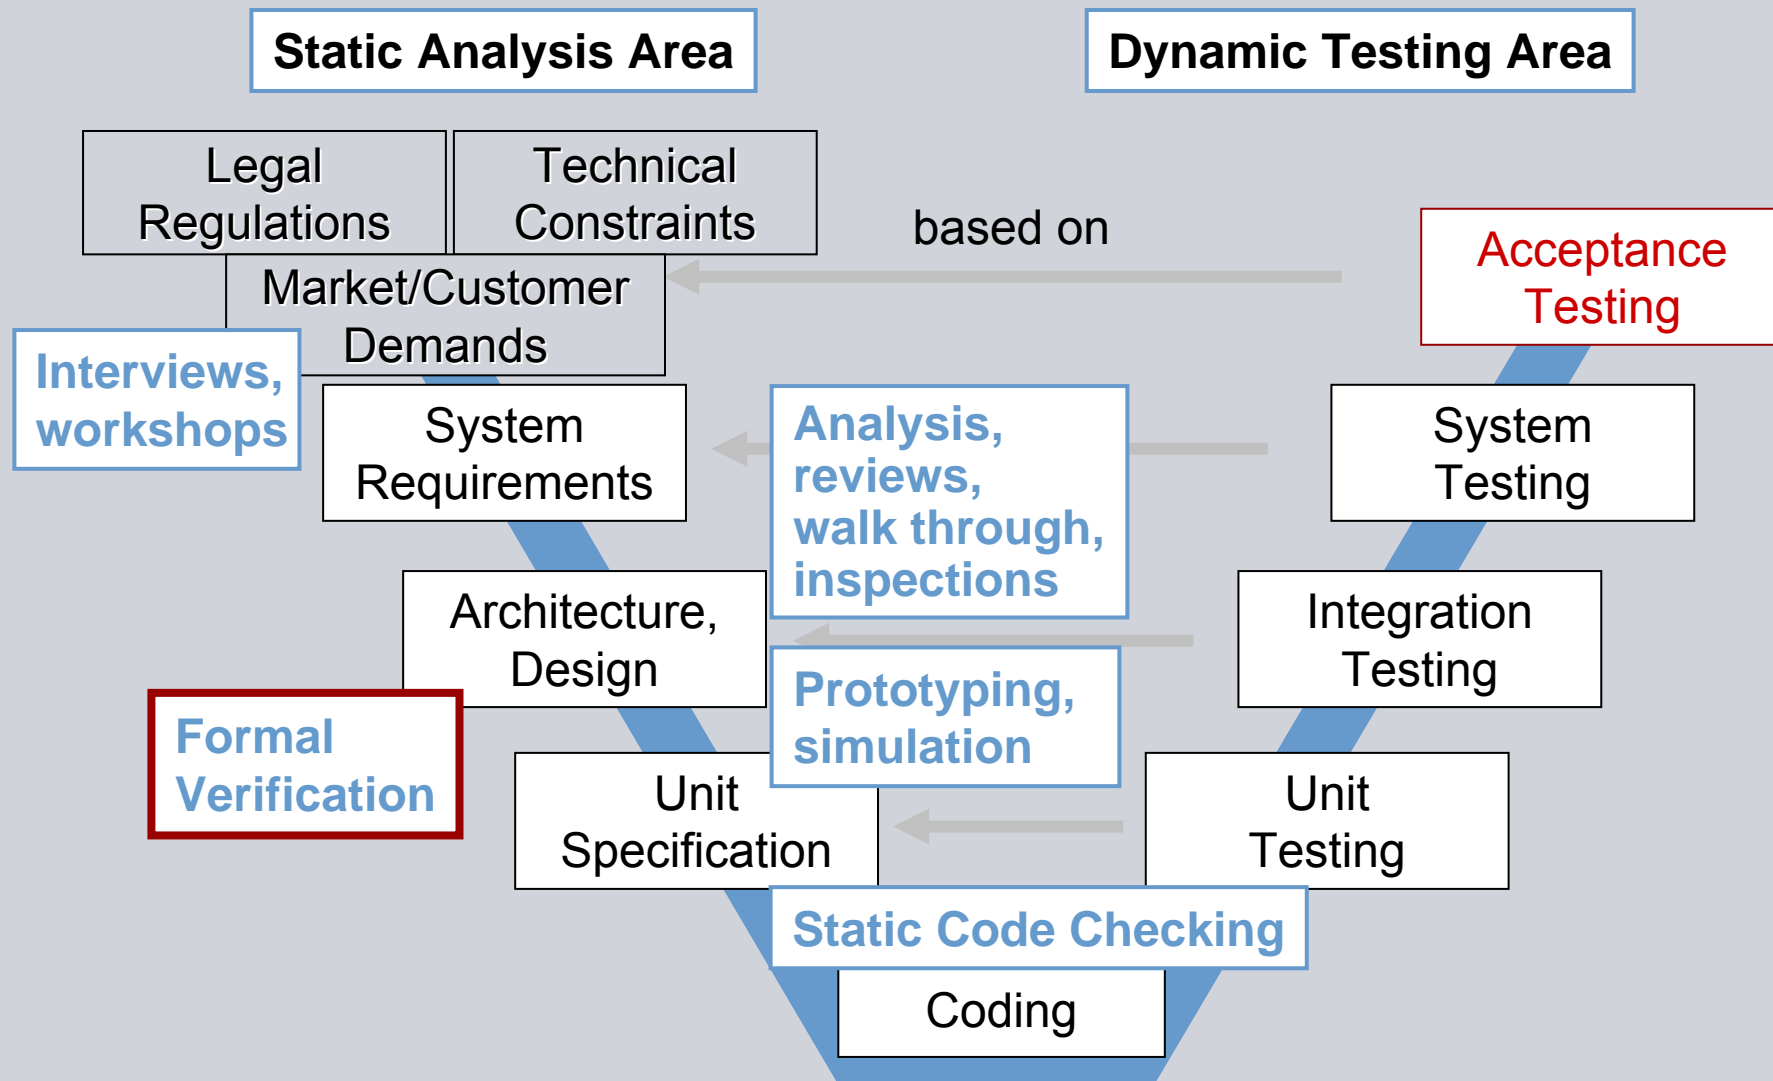 Static Analysis Area
Dynamic Testing Area
Legal
Regulations
Technical
Constraints
based on
Acceptance
Testing
Market/Customer
Demands
Interviews,
workshops
System
Requirements
Analysis,
reviews,
walk through,
inspections
System
Testing
Architecture,
Design
Integration
Testing
Formal
Verification
Prototyping,
simulation
Unit
Specification
Unit
Testing
Static Code Checking
Coding